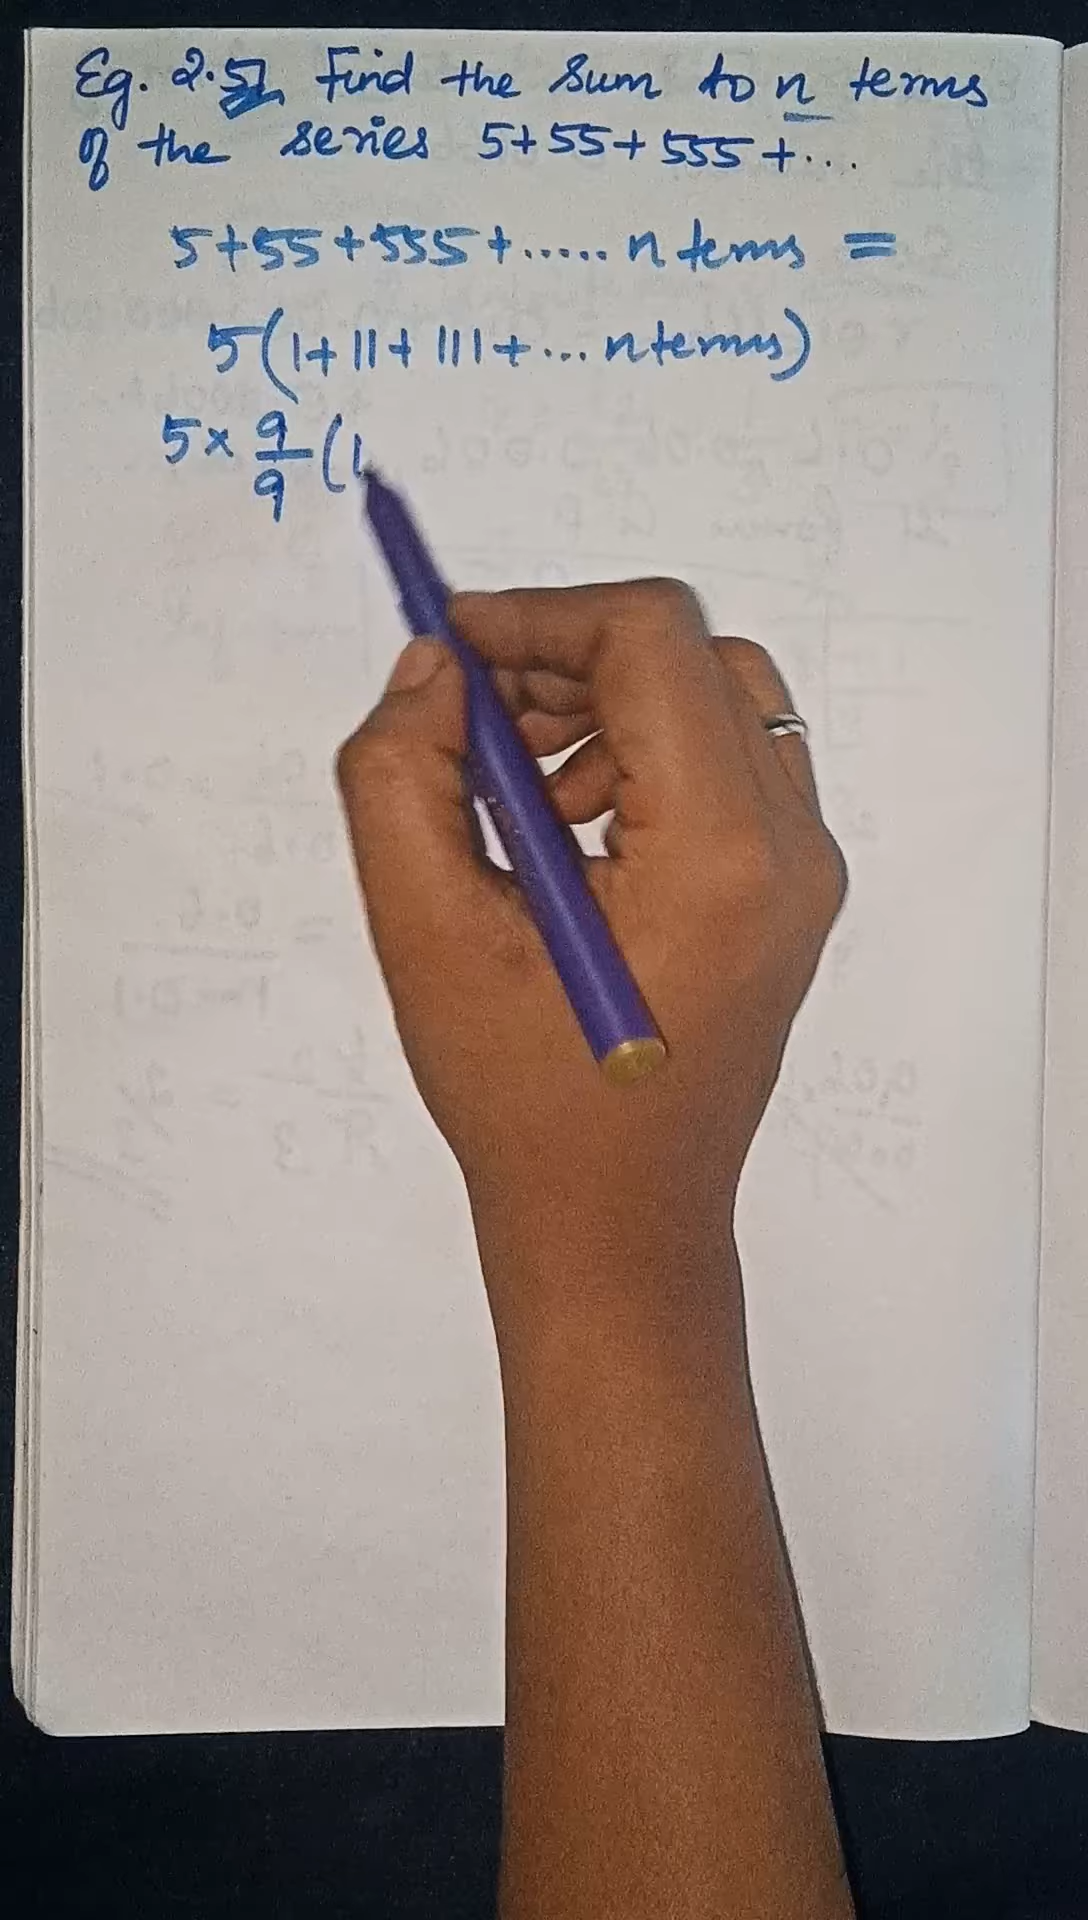 Eg. 2.51 Find the sum to n terms
of the series 5+55+555+...
5+55+555+..... n terms =
5(1+11+111+...n terms)
5× 9/9 (1